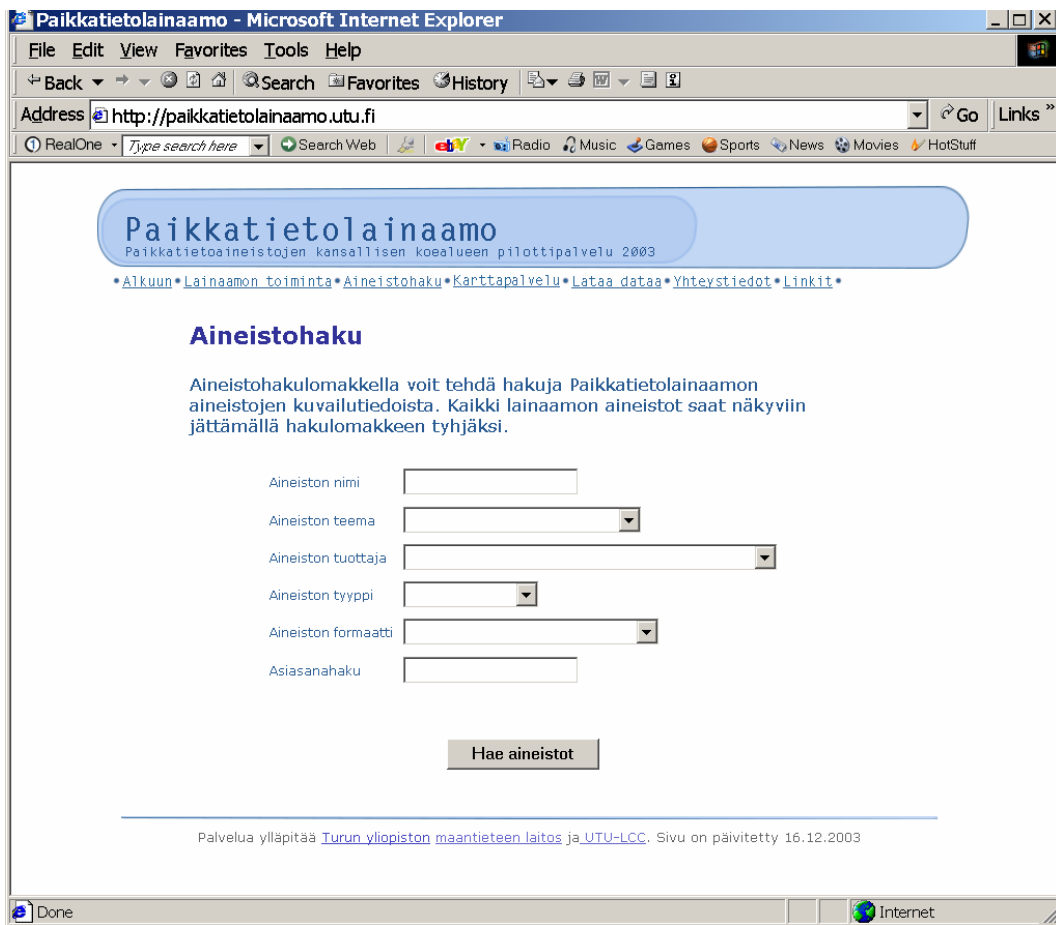 Paikkatietolainaamo - Microsoft Internet Explorer
File Edit View Favorites Tools Help
Back Search Favorites History
Address http://paikkatietolainaamo.utu.fi Go Links »
RealOne Type search here Search Web ebY Radio Music Games Sports News Movies HotStuff
Paikkatietolainaamo
Paikkatietoaineistojen kansallisen koealueen pilottipalvelu 2003
•Alkuun•Lainaamon toiminta•Aineistohaku•Karttapalvelu•Lataa dataa•Yhteystiedot•Linkit•
Aineistohaku
Aineistohakulomakkella voit tehdä hakuja Paikkatietolainaamon
aineistojen kuvailutiedoista. Kaikki lainaamon aineistot saat näkyviin
jättämällä hakulomakkeen tyhjäksi.
Aineiston nimi
Aineiston teema
Aineiston tuottaja
Aineiston tyyppi
Aineiston formaatti
Asiasanahaku
Hae aineistot
Palvelua ylläpitää Turun yliopiston maantieteen laitos ja UTU-LCC. Sivu on päivitetty 16.12.2003
Done Internet